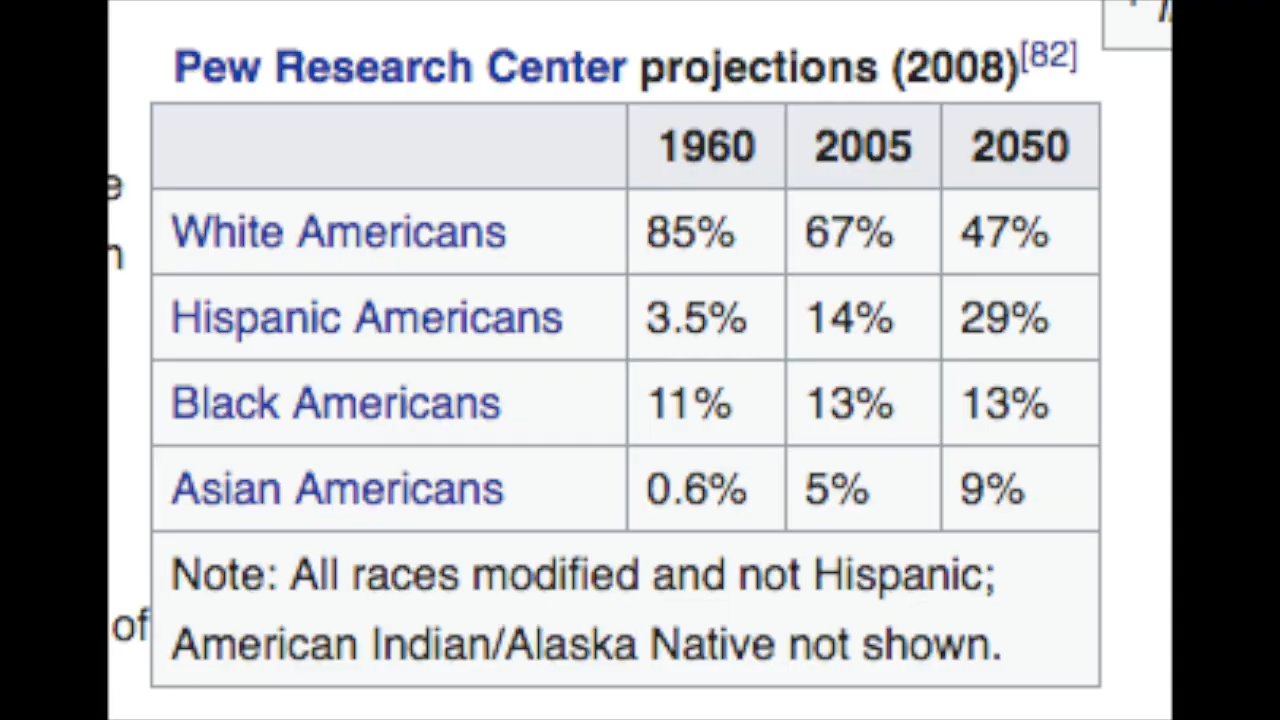 Pew Research Center projections (2008)[82]
1960 2005 2050
e
White Americans 85% 67% 47%
n
Hispanic Americans 3.5% 14% 29%
Black Americans 11% 13% 13%
Asian Americans 0.6% 5% 9%
Note: All races modified and not Hispanic;
of
American Indian/Alaska Native not shown.